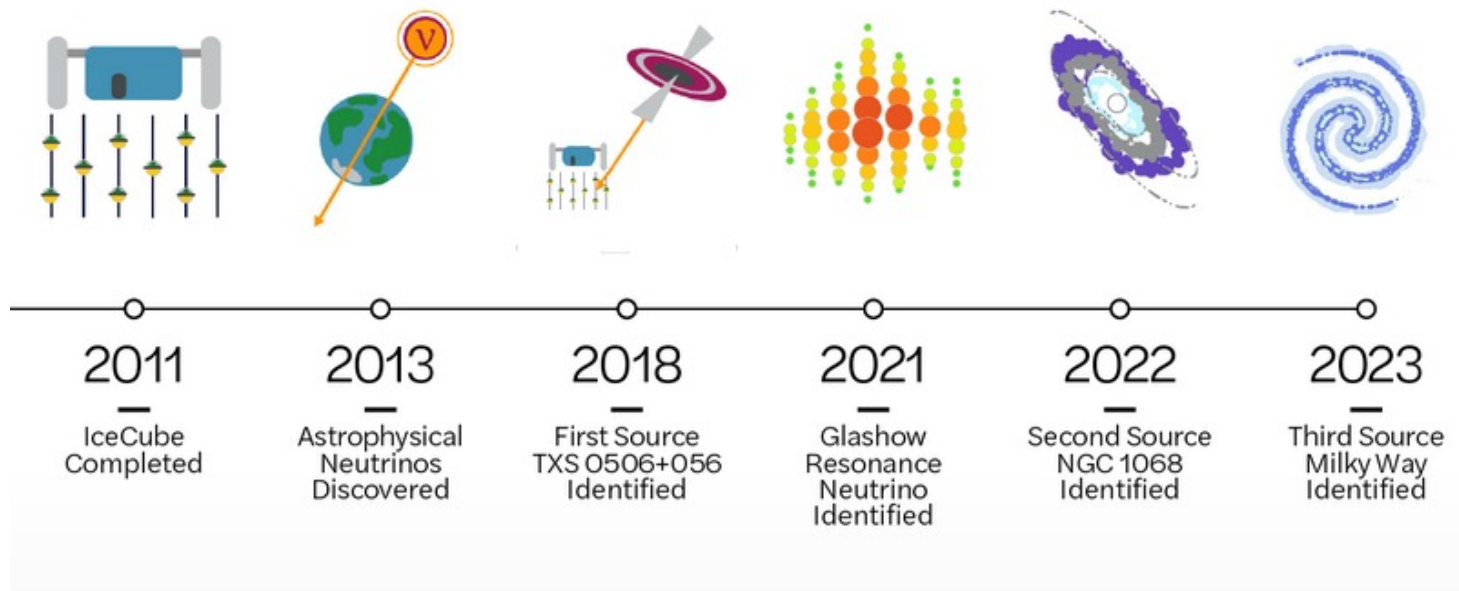 ν
2011
IceCube
Completed
2013
Astrophysical
Neutrinos
Discovered
2018
First Source
TXS 0506+056
Identified
2021
Glashow
Resonance
Neutrino
Identified
2022
Second Source
NGC 1068
Identified
2023
Third Source
Milky Way
Identified